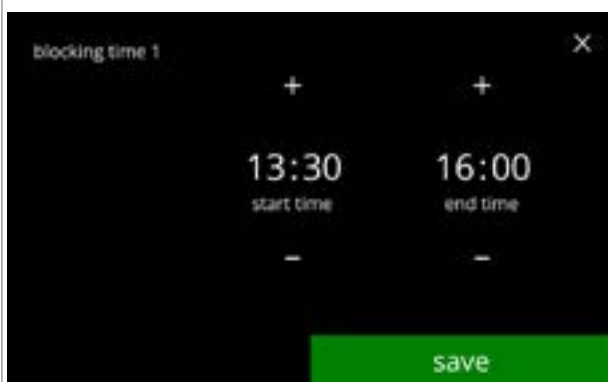 blocking time 1
×
+ +
13:30 16:00
start time end time
− −
save